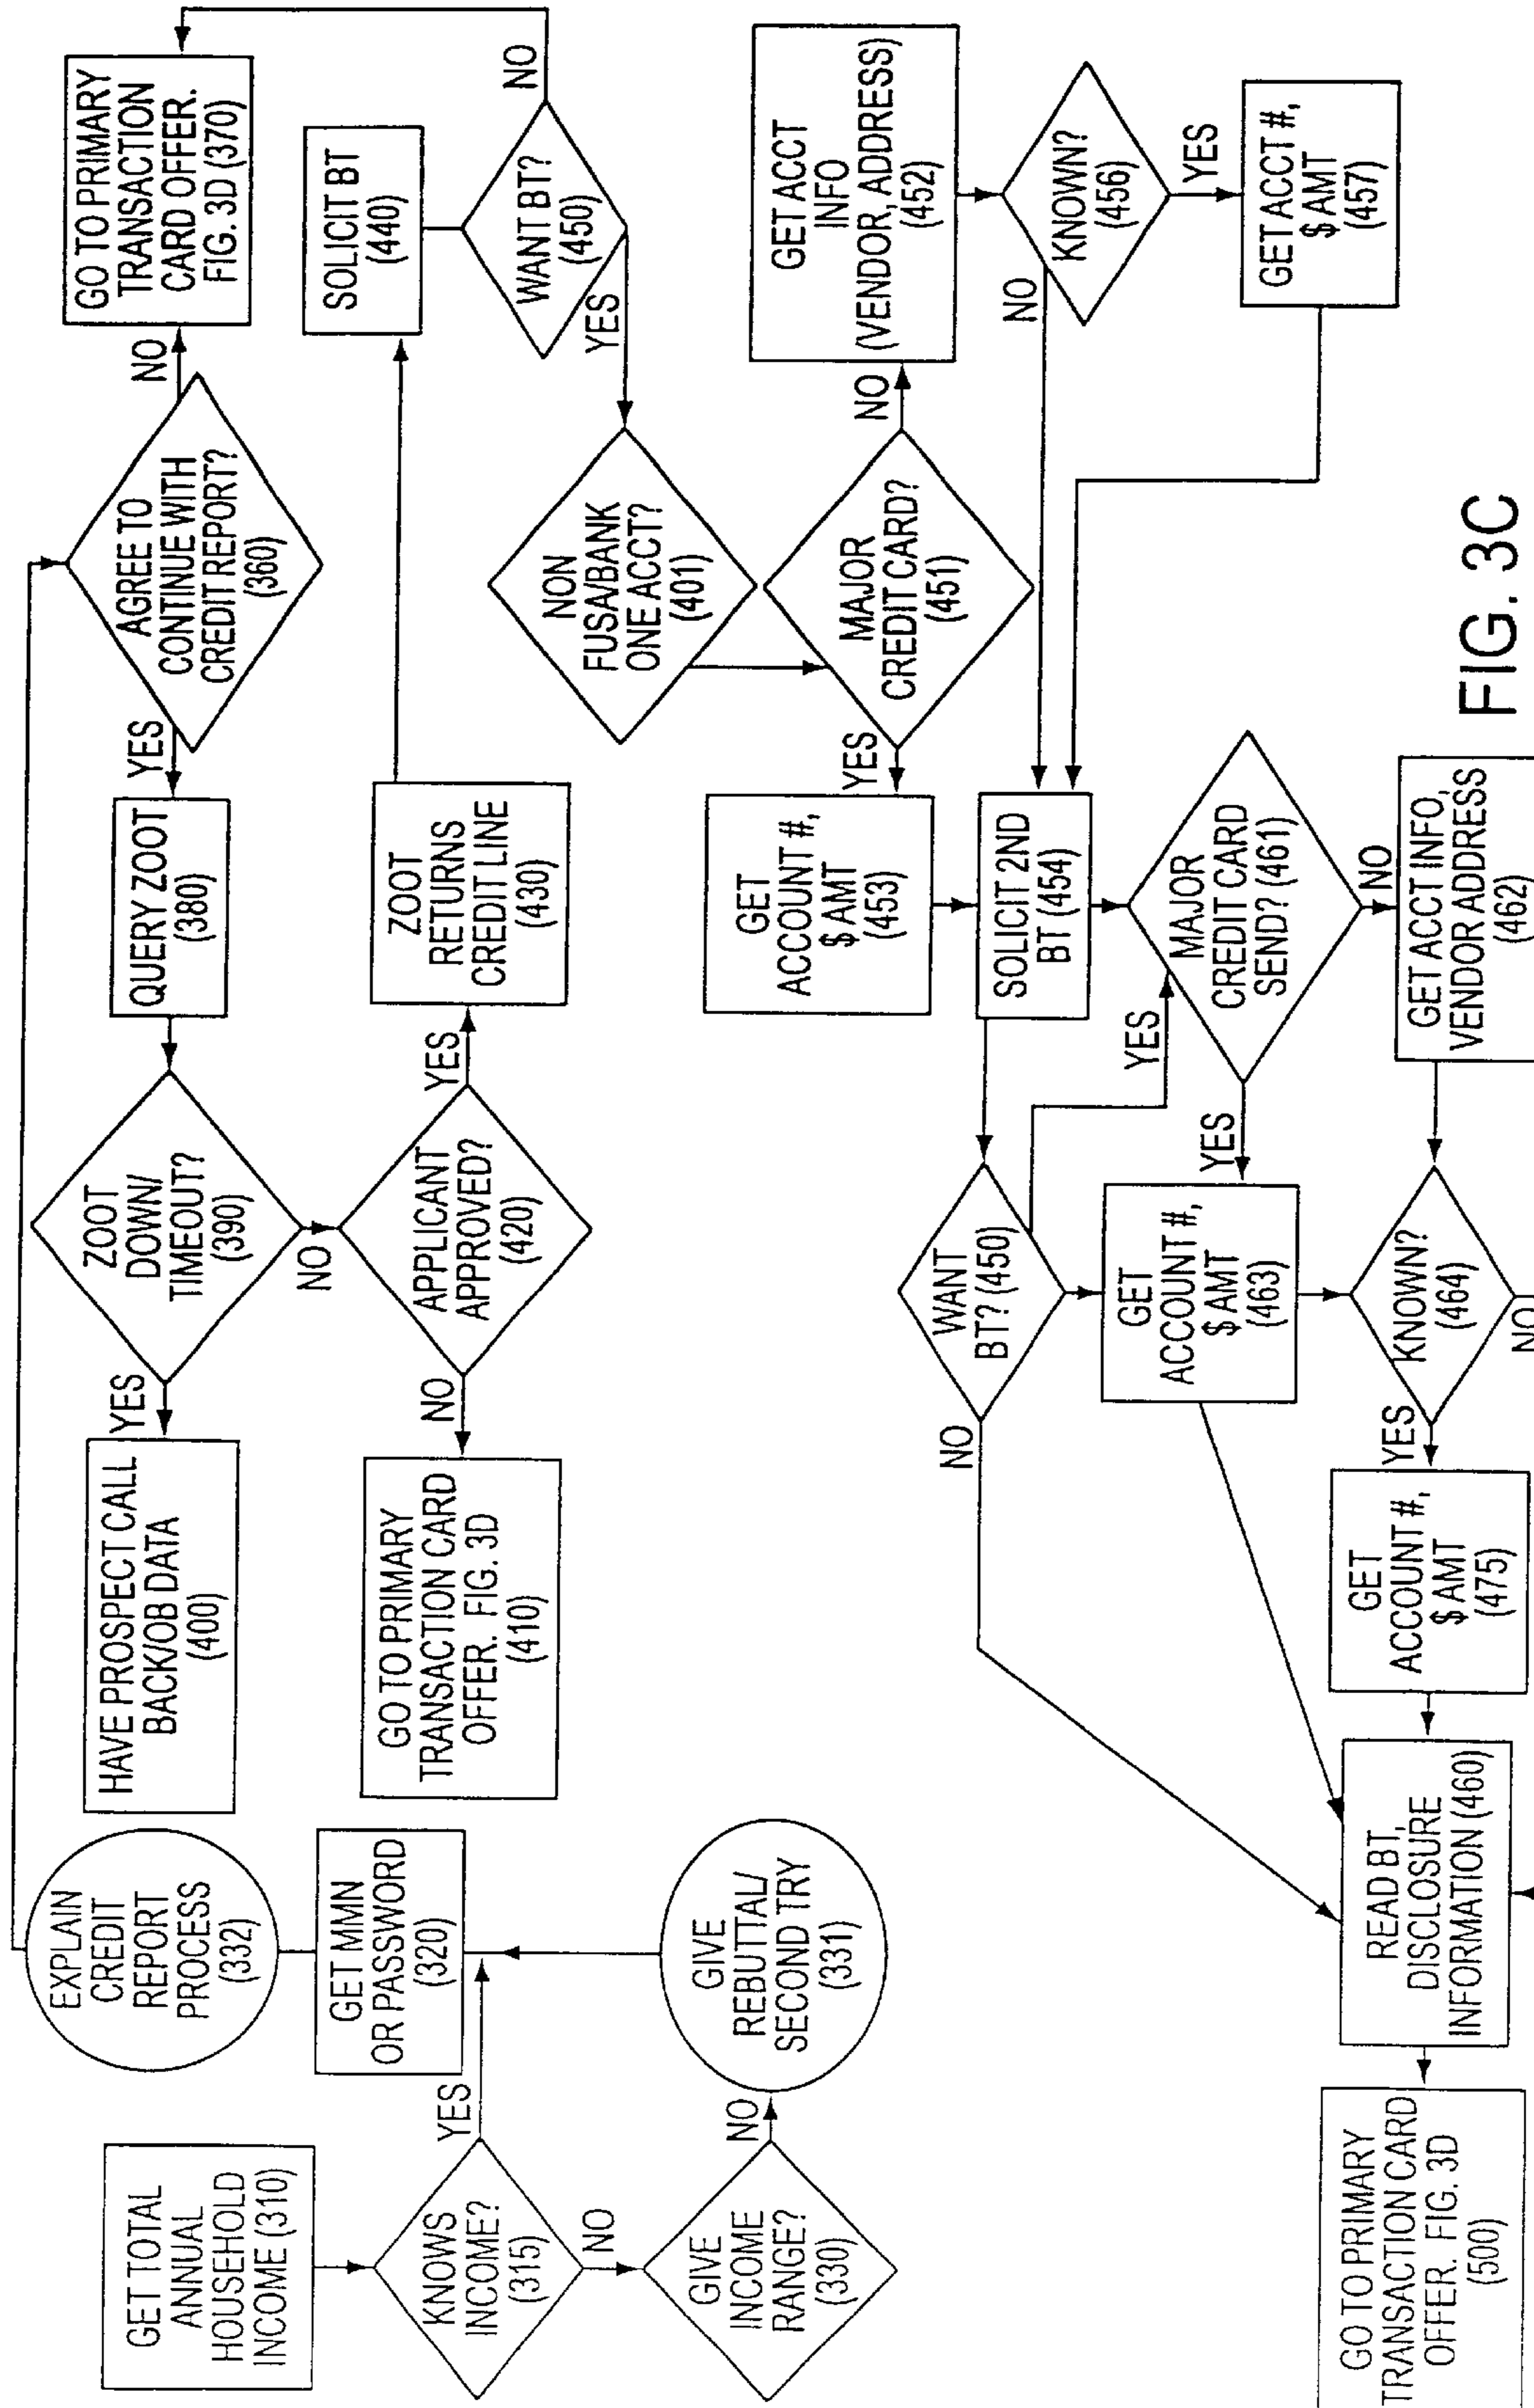 GET TOTAL
ANNUAL
HOUSEHOLD
INCOME (310)
KNOWS
INCOME?
(315)
YES
NO
GIVE
INCOME
RANGE?
(330)
NO
GIVE
REBUTTAL/
SECOND TRY
(331)
GET MMN
OR PASSWORD
(320)
EXPLAIN
CREDIT
REPORT
PROCESS
(332)
AGREE TO
CONTINUE WITH
CREDIT REPORT?
(360)
NO
GO TO PRIMARY
TRANSACTION
CARD OFFER.
FIG. 3D (370)
YES
QUERY ZOOT
(380)
ZOOT
DOWN/
TIMEOUT?
(390)
YES
HAVE PROSPECT CALL
BACK/OB DATA
(400)
NO
APPLICANT
APPROVED?
(420)
NO
GO TO PRIMARY
TRANSACTION CARD
OFFER. FIG. 3D
(410)
YES
ZOOT
RETURNS
CREDIT LINE
(430)
SOLICIT BT
(440)
WANT BT?
(450)
NO
YES
NON
FUSA/BANK
ONE ACCT?
(401)
MAJOR
CREDIT CARD?
(451)
NO
GET ACCT
INFO
(VENDOR, ADDRESS)
(452)
KNOWN?
(456)
NO
YES
GET ACCT #,
$ AMT
(457)
YES
GET
ACCOUNT #,
$ AMT
(453)
SOLICIT 2ND
BT (454)
WANT
BT? (450)
NO
YES
MAJOR
CREDIT CARD
SEND? (461)
YES
NO
GET
ACCOUNT #,
$ AMT
(463)
GET ACCT INFO,
VENDOR ADDRESS
(462)
KNOWN?
(464)
NO
YES
GET
ACCOUNT #,
$ AMT
(475)
READ BT,
DISCLOSURE
INFORMATION (460)
GO TO PRIMARY
TRANSACTION CARD
OFFER. FIG. 3D
(500)
FIG. 3C